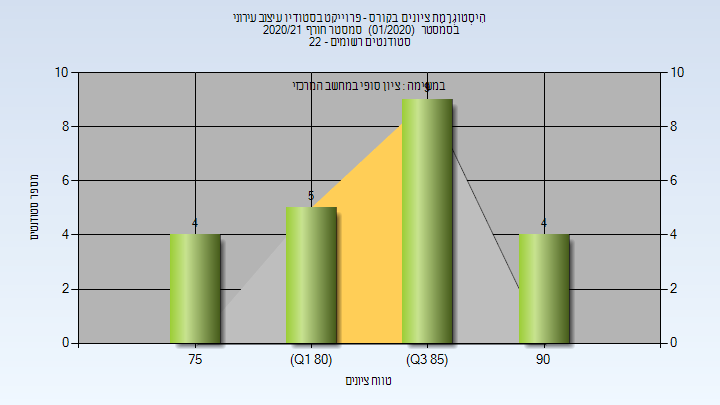 היסטוגרמת ציונים בקורס - פרוייקט בסטודיו עיצוב עירוני
בסמסטר (01/2020) סמסטר חורף 2020/21
סטודנטים רשומים - 22
במשימה : ציון סופי במחשב המרכזי
10 10
8 8
6 6
4 4
2 2
0 0
4 5 9 4
75 (Q1 80) (Q3 85) 90
מספר סטודנטים
טווח ציונים